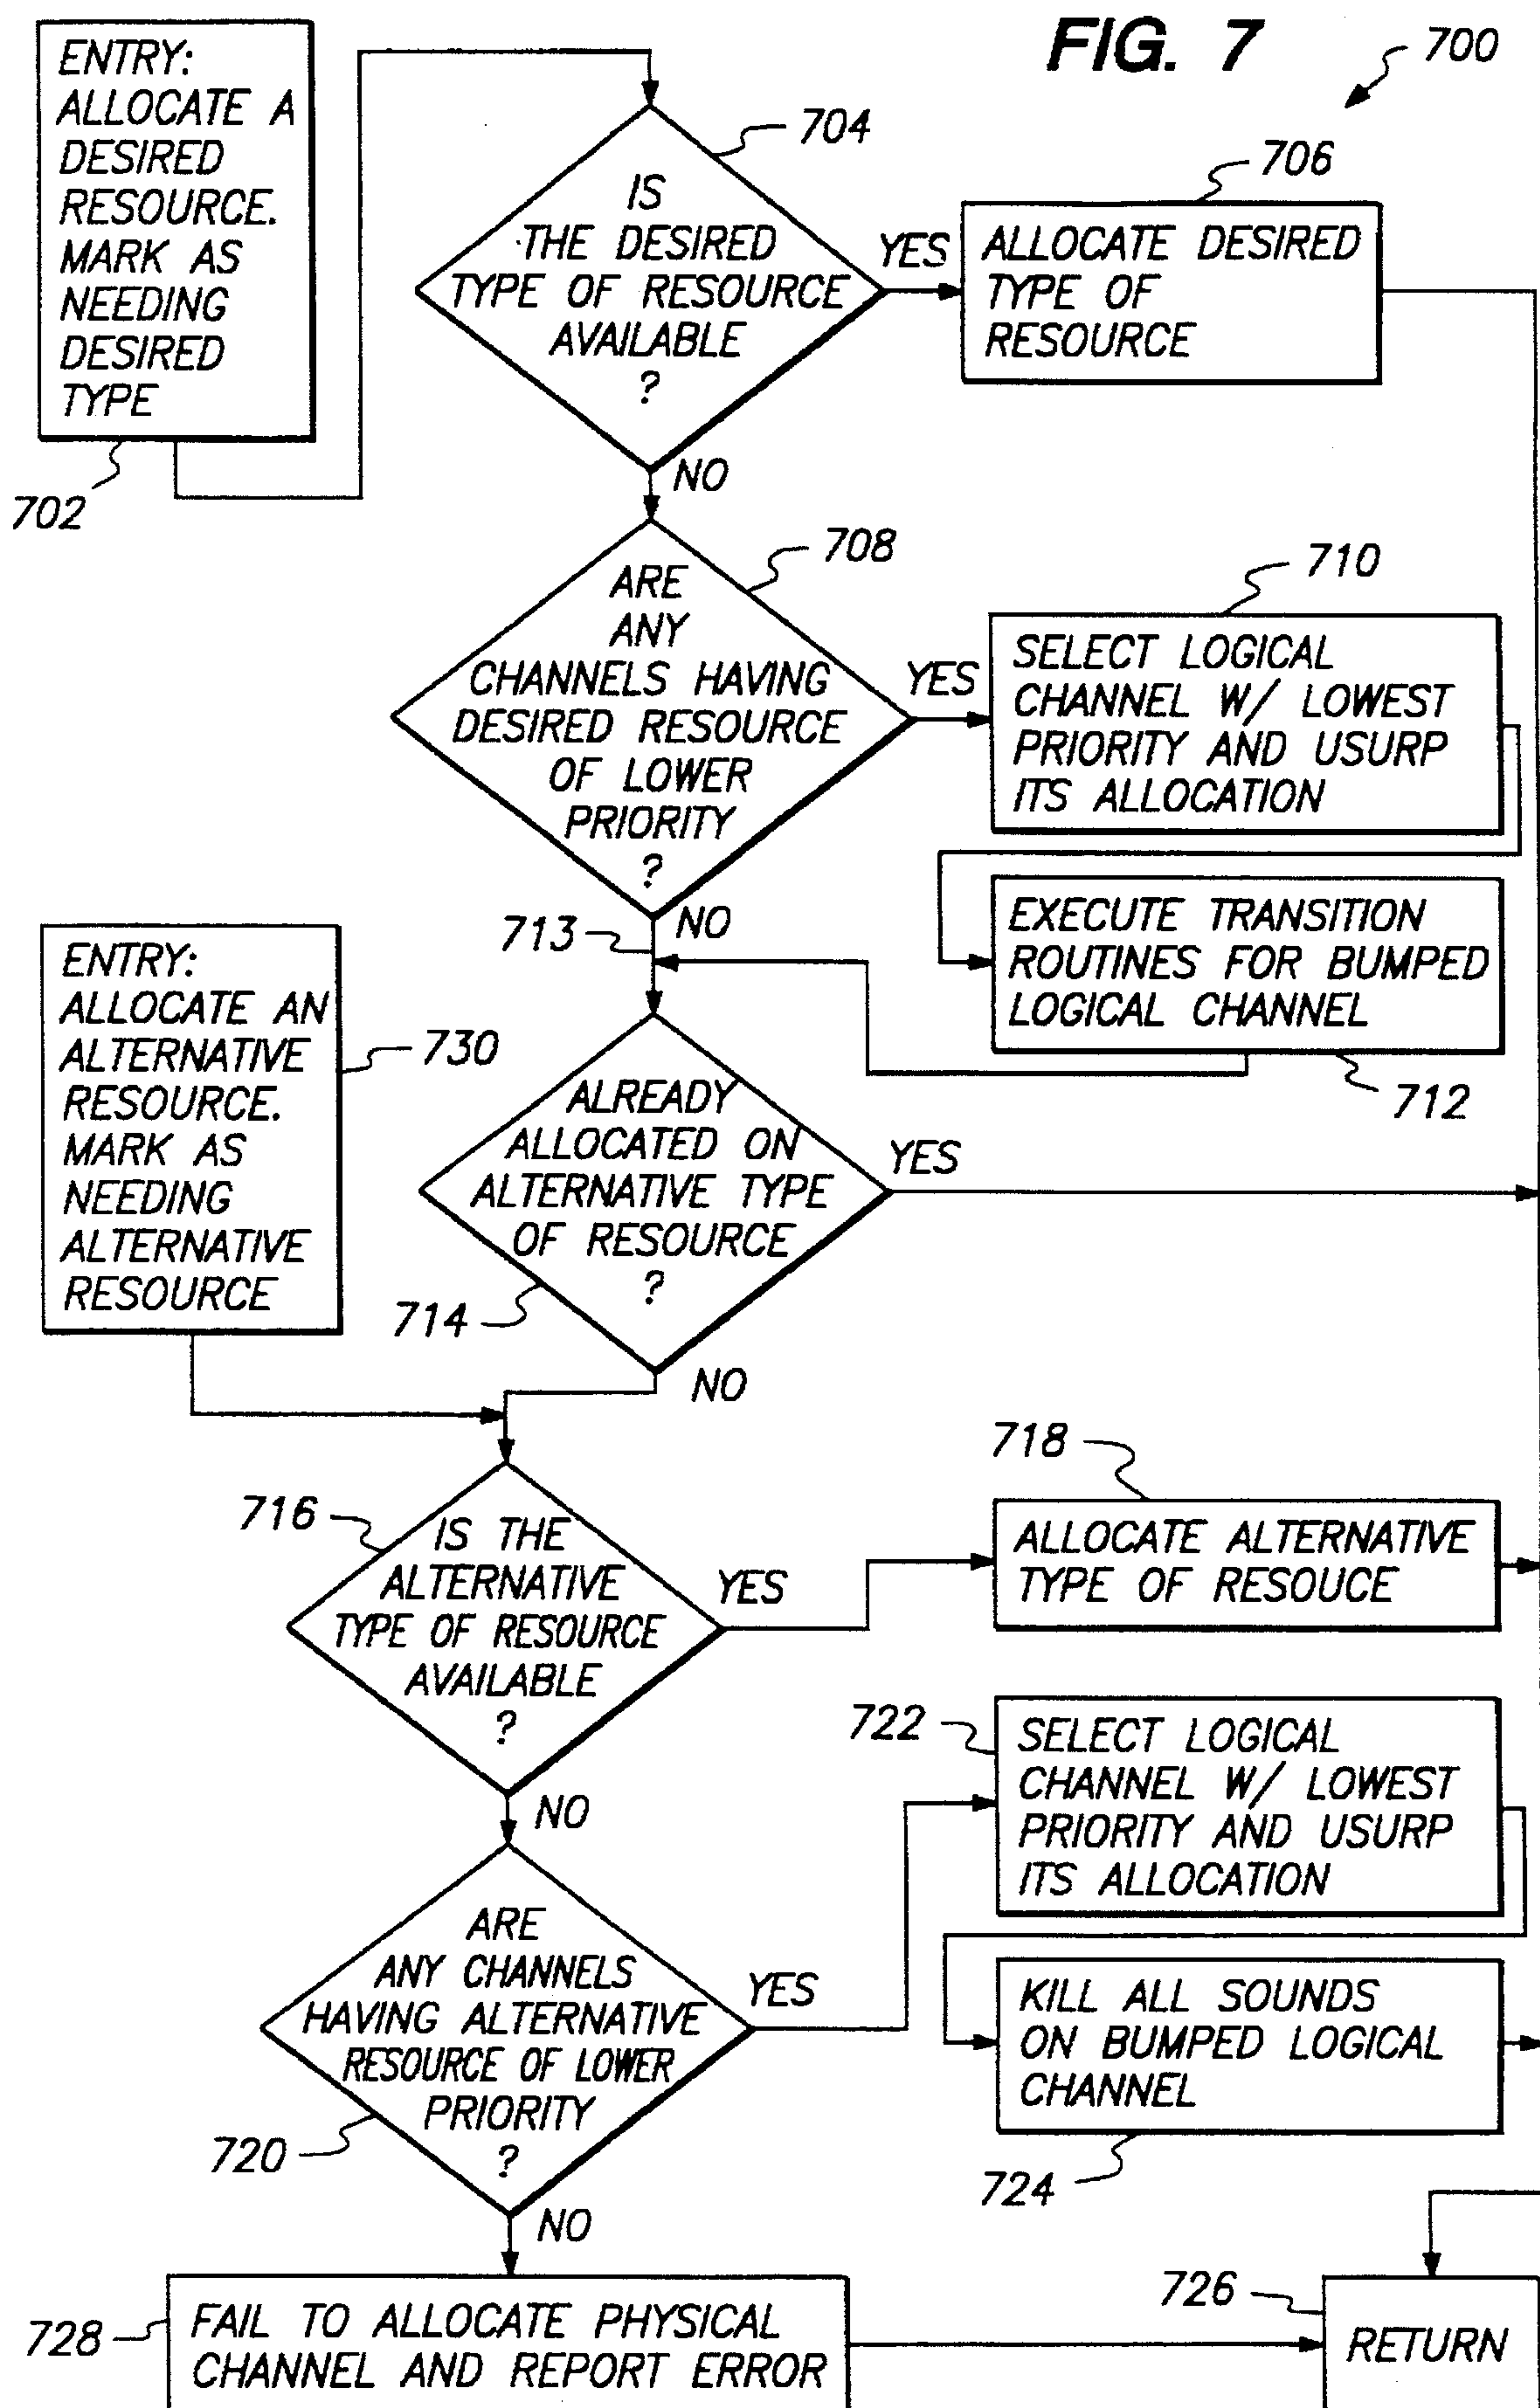 FIG. 7
700
ENTRY:
ALLOCATE A
DESIRED
RESOURCE.
MARK AS
NEEDING
DESIRED
TYPE
702
704
IS
THE DESIRED
TYPE OF RESOURCE
AVAILABLE
?
YES
NO
706
ALLOCATE DESIRED
TYPE OF
RESOURCE
708
ARE
ANY
CHANNELS HAVING
DESIRED RESOURCE
OF LOWER
PRIORITY
?
YES
NO
710
SELECT LOGICAL
CHANNEL W/ LOWEST
PRIORITY AND USURP
ITS ALLOCATION
EXECUTE TRANSITION
ROUTINES FOR BUMPED
LOGICAL CHANNEL
712
713
ENTRY:
ALLOCATE AN
ALTERNATIVE
RESOURCE.
MARK AS
NEEDING
ALTERNATIVE
RESOURCE
730
ALREADY
ALLOCATED ON
ALTERNATIVE TYPE
OF RESOURCE
?
714
YES
NO
716
IS THE
ALTERNATIVE
TYPE OF RESOURCE
AVAILABLE
?
YES
NO
718
ALLOCATE ALTERNATIVE
TYPE OF RESOUCE
722
SELECT LOGICAL
CHANNEL W/ LOWEST
PRIORITY AND USURP
ITS ALLOCATION
ARE
ANY CHANNELS
HAVING ALTERNATIVE
RESOURCE OF LOWER
PRIORITY
?
720
YES
NO
KILL ALL SOUNDS
ON BUMPED LOGICAL
CHANNEL
724
728
FAIL TO ALLOCATE PHYSICAL
CHANNEL AND REPORT ERROR
726
RETURN